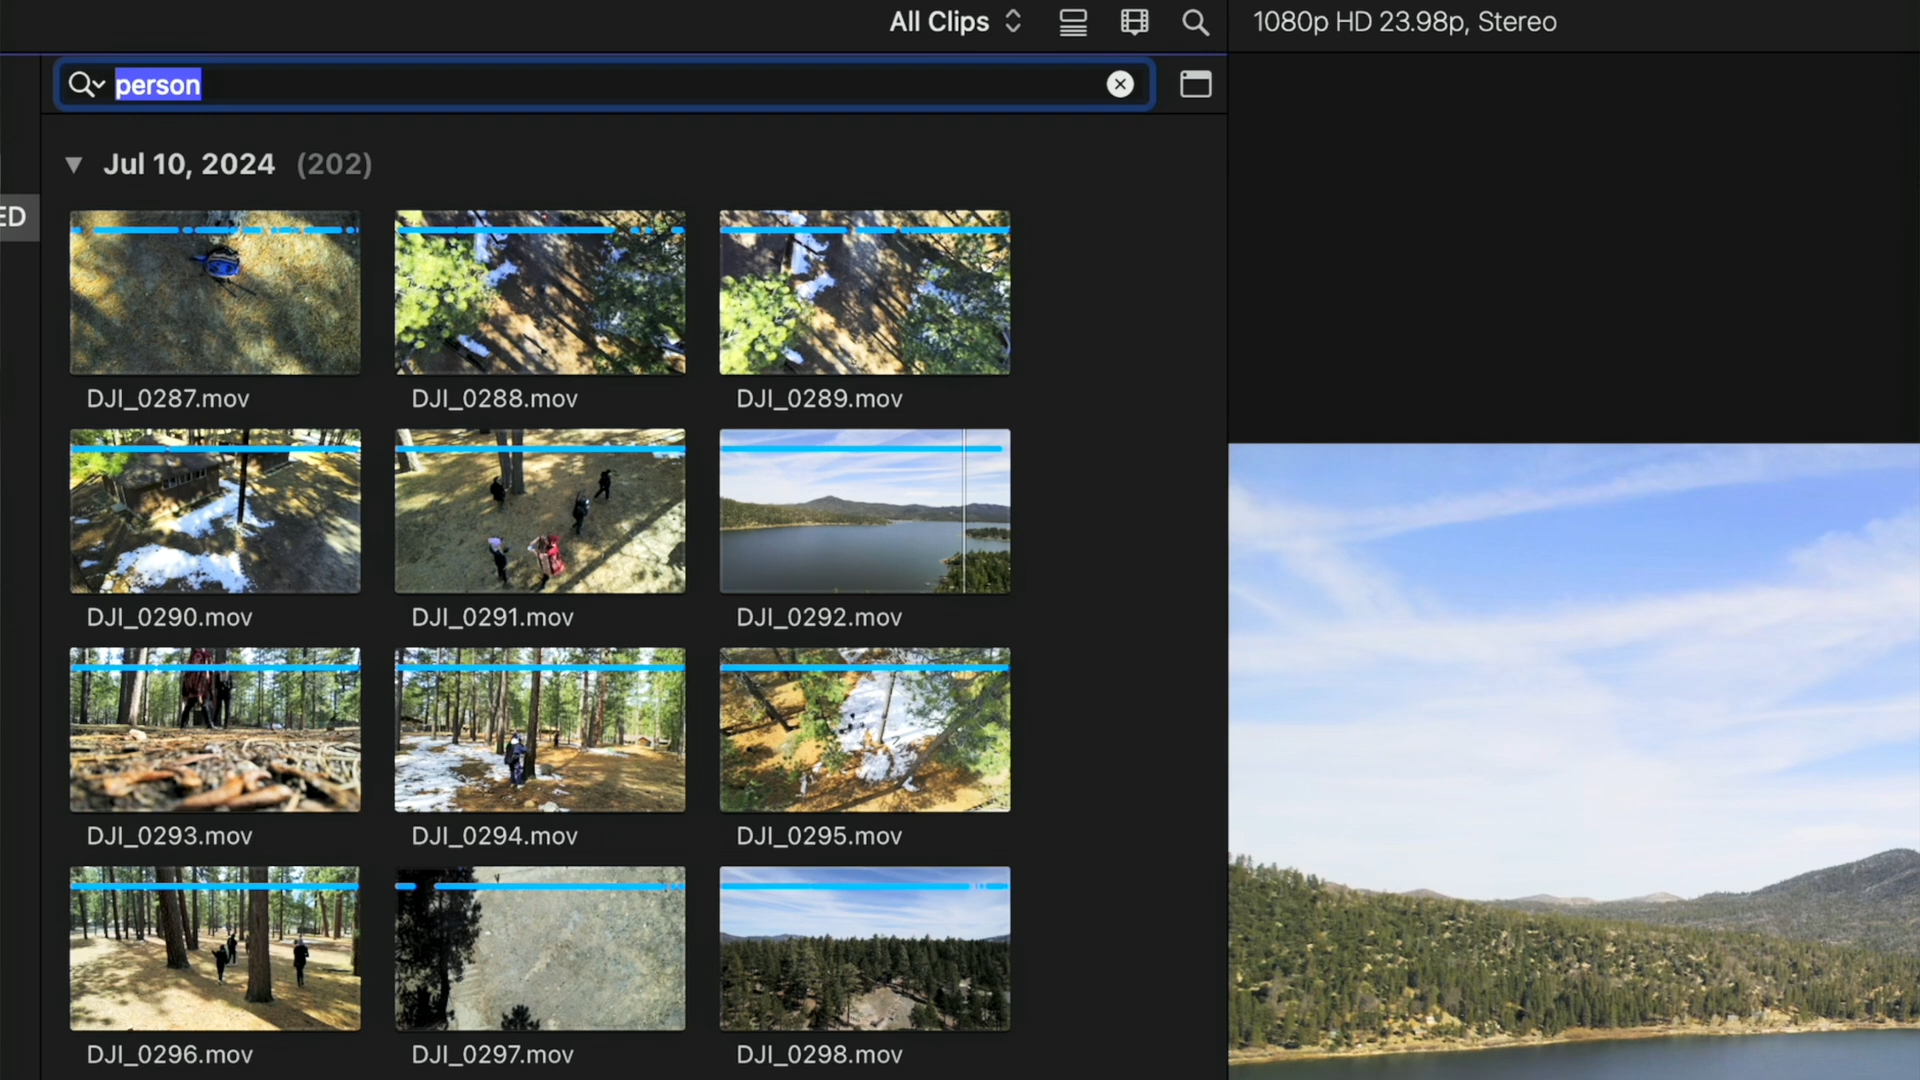 All Clips
1080p HD 23.98p, Stereo
person
Jul 10, 2024 (202)
ED
DJI_0287.mov
DJI_0288.mov
DJI_0289.mov
DJI_0290.mov
DJI_0291.mov
DJI_0292.mov
DJI_0293.mov
DJI_0294.mov
DJI_0295.mov
DJI_0296.mov
DJI_0297.mov
DJI_0298.mov